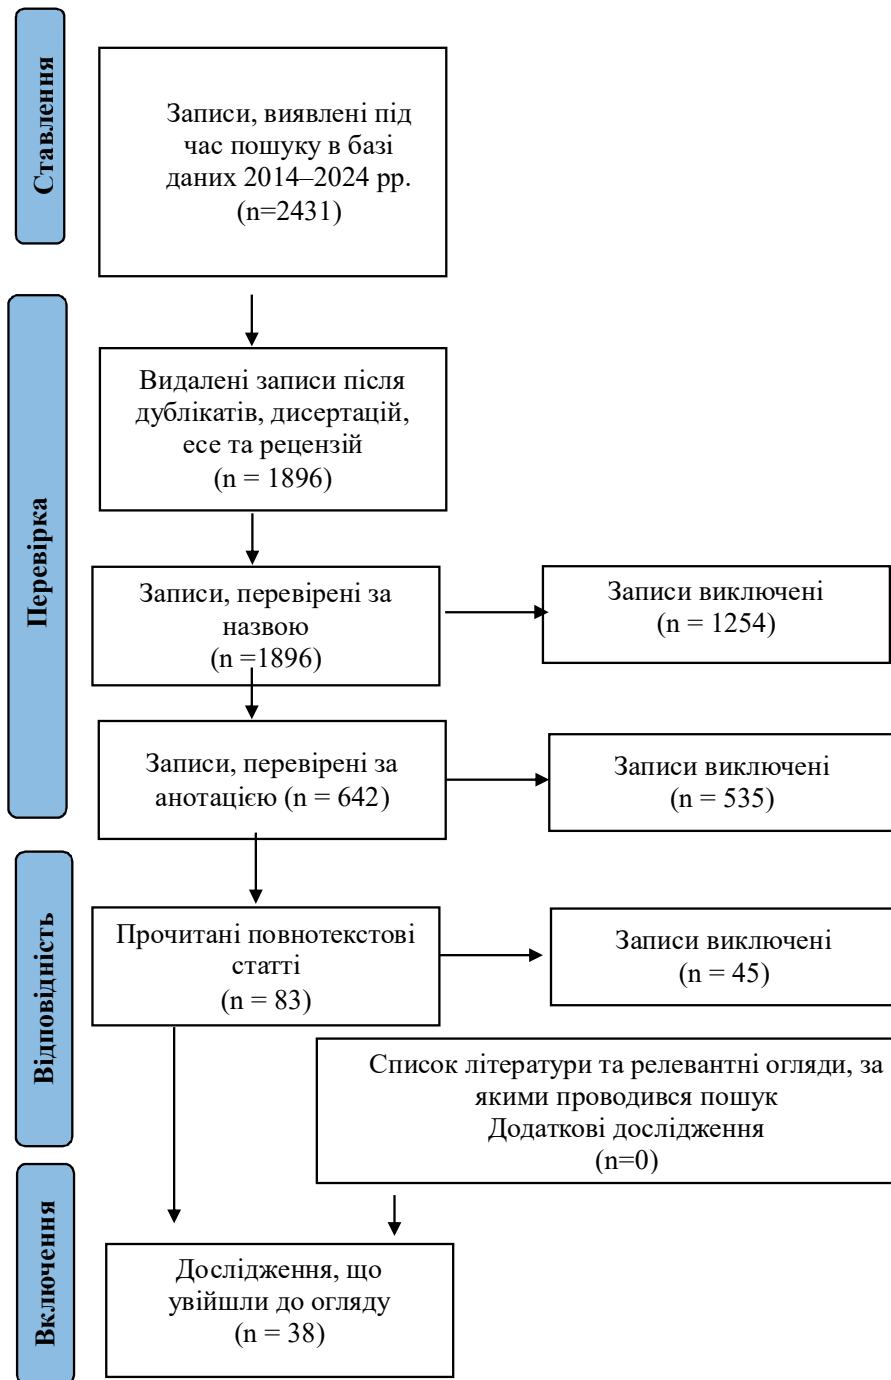 Ставлення
Записи, виявлені під
час пошуку в базі
даних 2014–2024 рр.
(n=2431)
Перевірка
Видалені записи після
дублікатів, дисертацій,
есе та рецензій
(n = 1896)
Записи, перевірені за
назвою
(n =1896)
Записи виключені
(n = 1254)
Записи, перевірені за
анотацією (n = 642)
Записи виключені
(n = 535)
Відповідність
Прочитані повнотекстові
статті
(n = 83)
Записи виключені
(n = 45)
Список літератури та релевантні огляди, за
якими проводився пошук
Додаткові дослідження
(n=0)
Включення
Дослідження, що
увійшли до огляду
(n = 38)